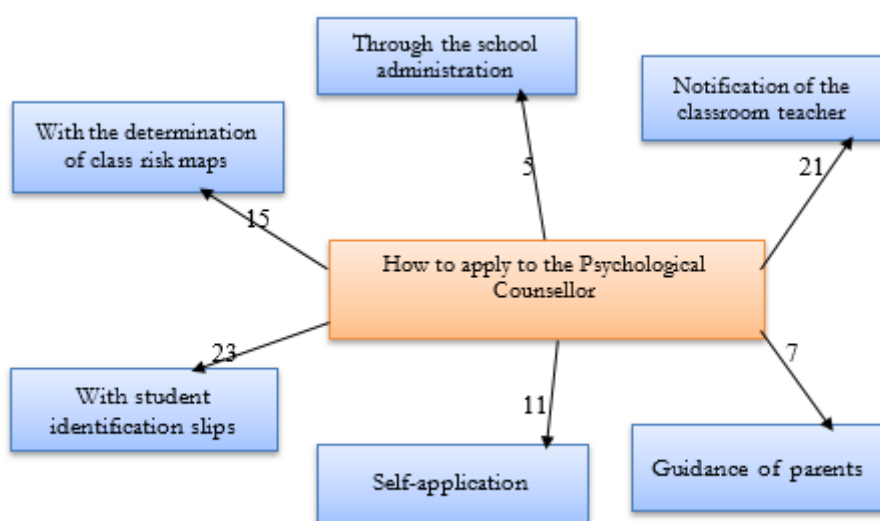 Through the school
administration
Notification of the
classroom teacher
With the determination
of class risk maps
5
21
15
How to apply to the Psychological
Counsellor
23
7
With student
identification slips
11
Self-application
Guidance of parents